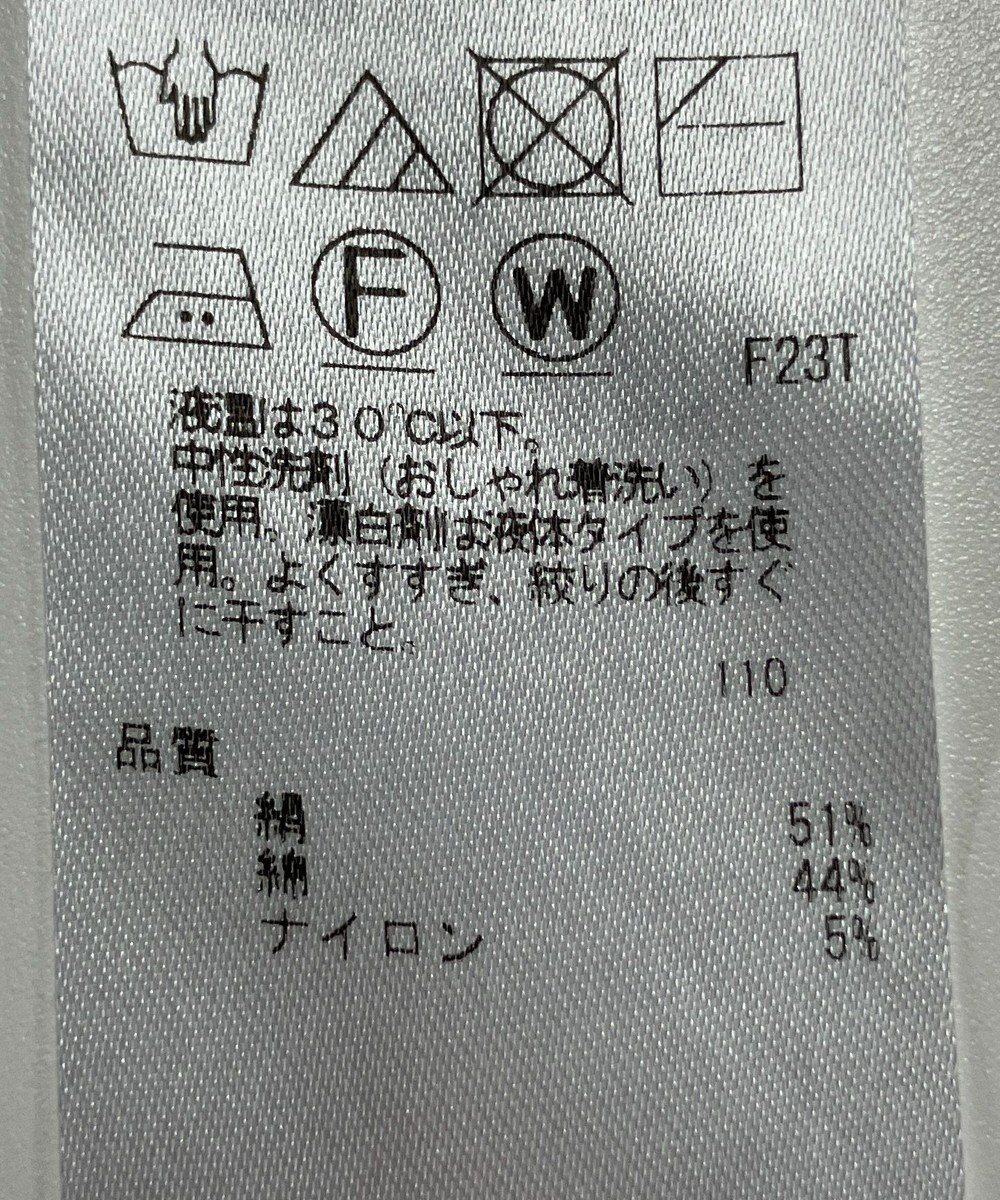 F
W
F23T
液温は30℃以下。
中性洗剤（おしゃれ着洗い）を
使用。漂白剤は液体タイプを使
用。よくすすぎ、絞りの後すぐ
に干すこと。
110
品質
絹 51%
綿 44%
ナイロン 5%